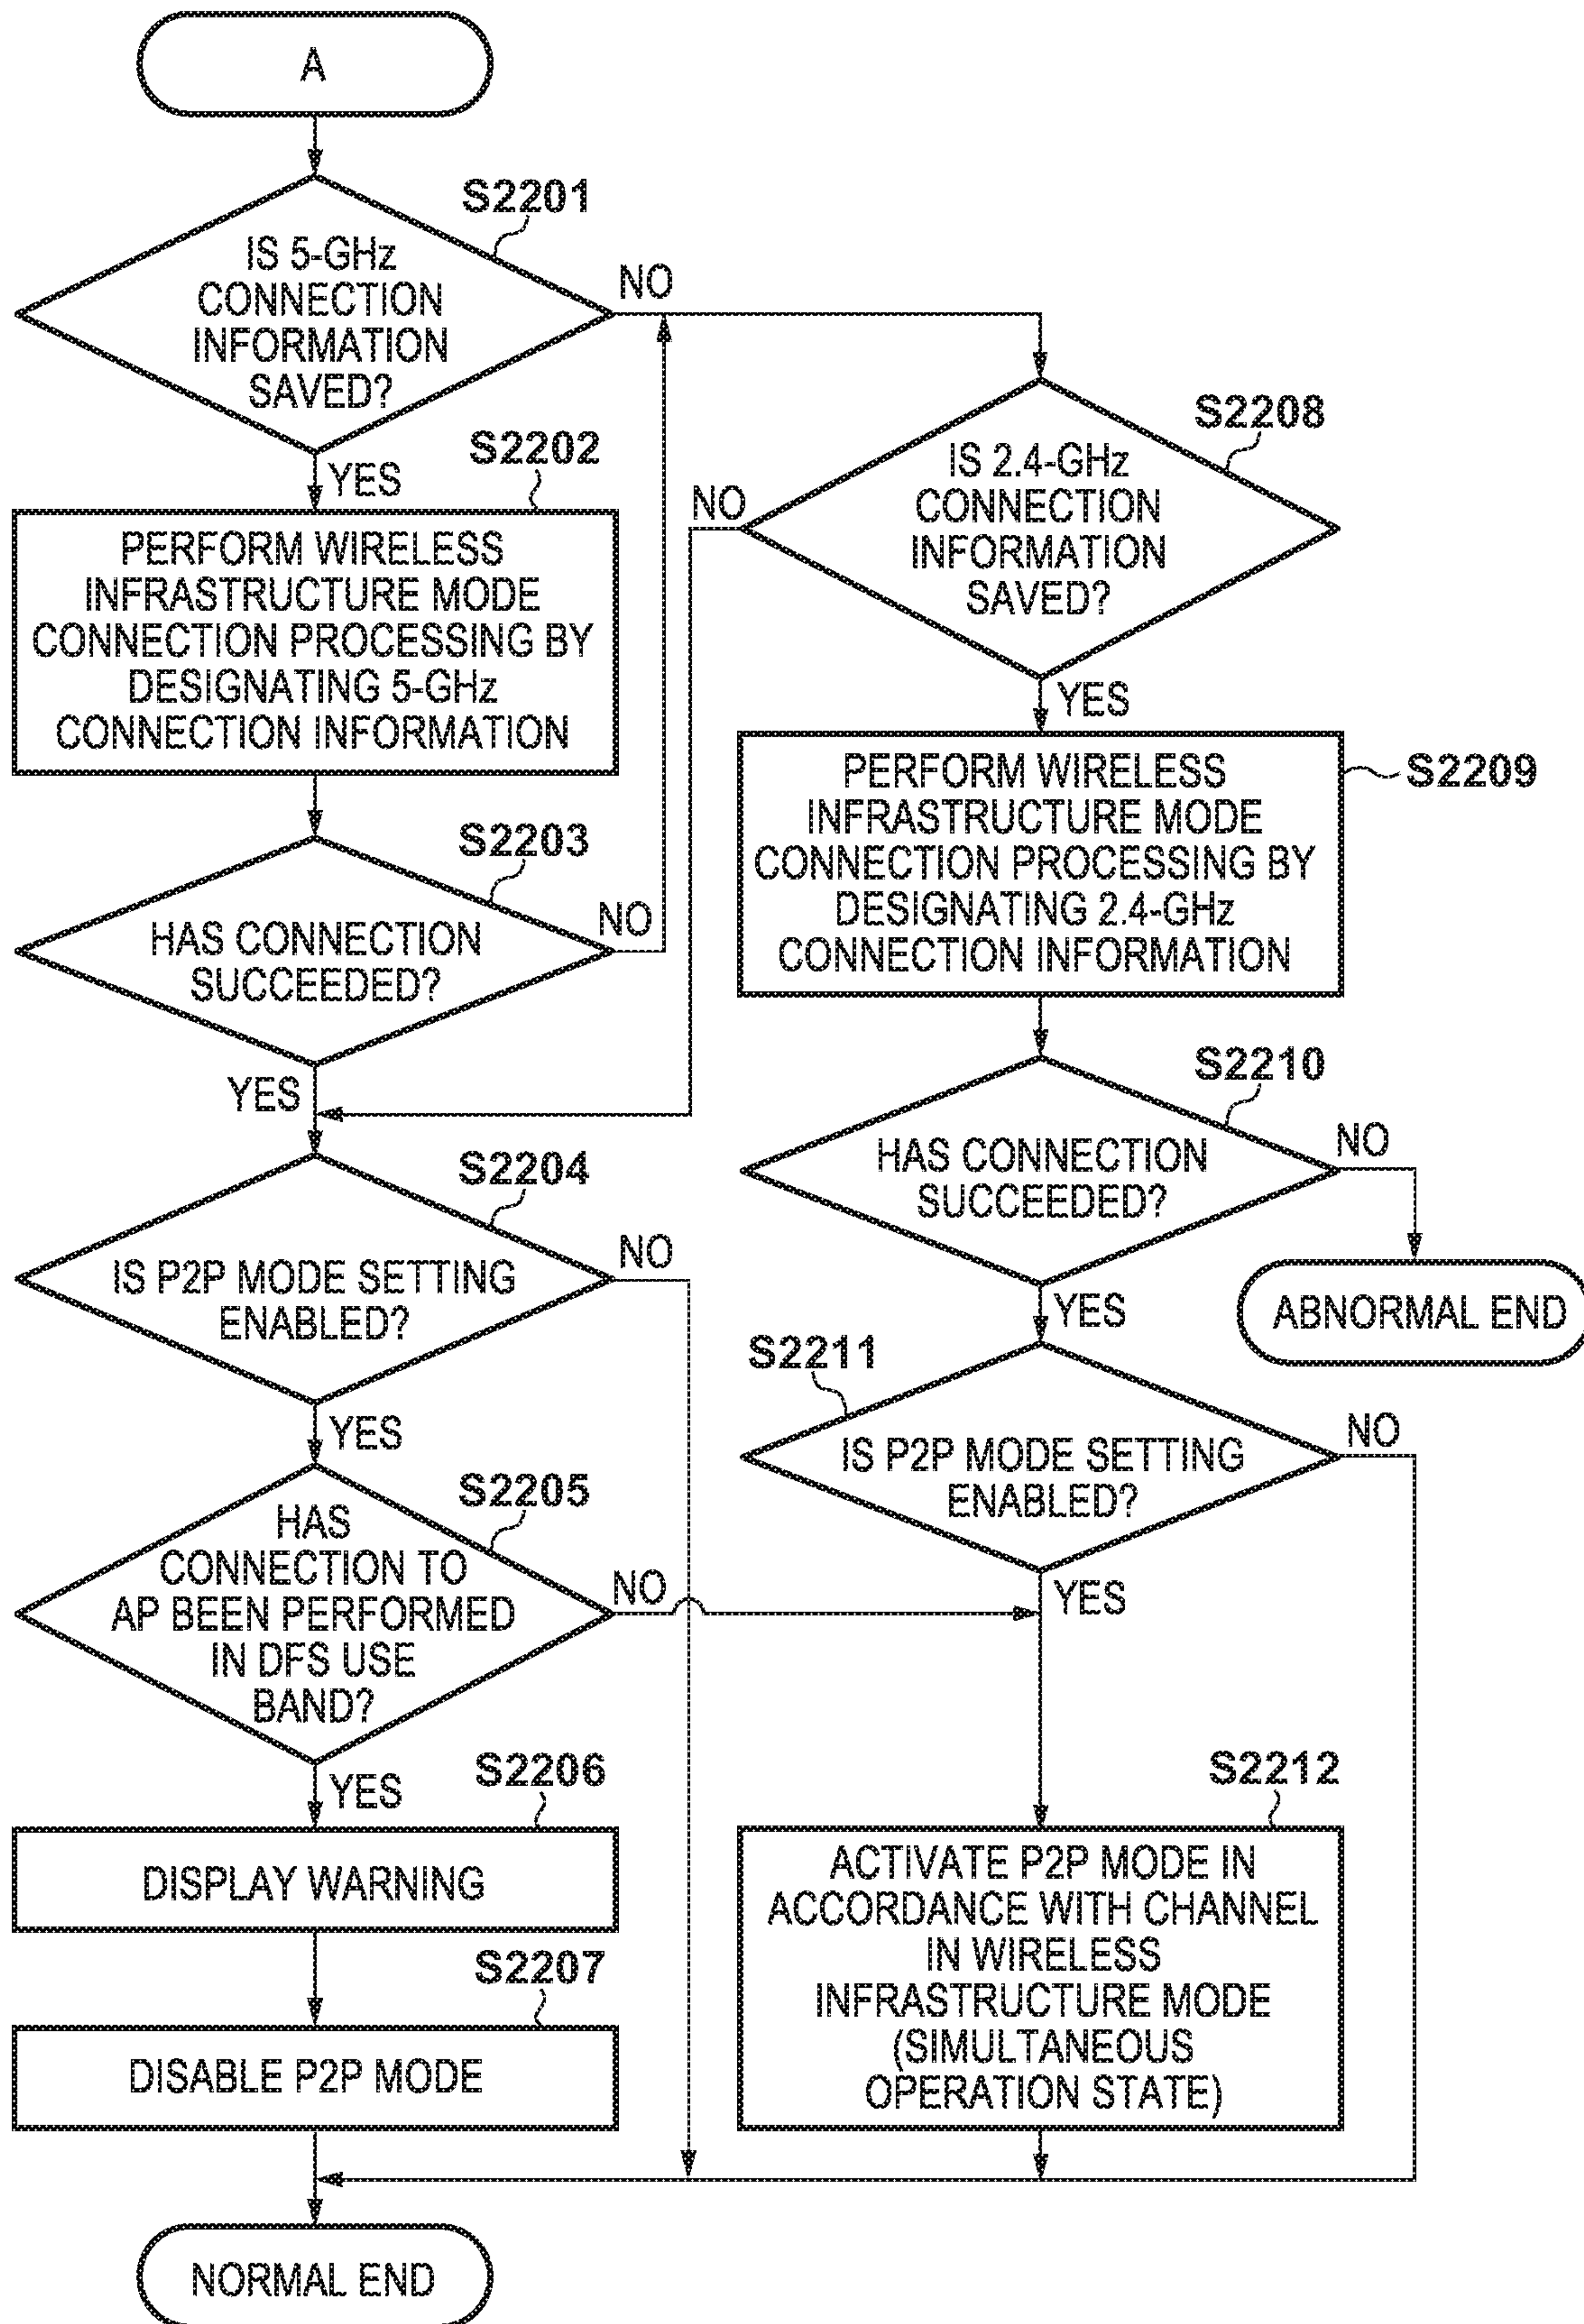 A
S2201
IS 5-GHz
CONNECTION
INFORMATION
SAVED?
NO
YES
S2202
PERFORM WIRELESS
INFRASTRUCTURE MODE
CONNECTION PROCESSING BY
DESIGNATING 5-GHz
CONNECTION INFORMATION
S2203
HAS CONNECTION
SUCCEEDED?
NO
YES
S2204
IS P2P MODE SETTING
ENABLED?
NO
YES
S2205
HAS
CONNECTION TO
AP BEEN PERFORMED
IN DFS USE
BAND?
NO
YES
S2206
DISPLAY WARNING
S2207
DISABLE P2P MODE
NORMAL END
S2208
IS 2.4-GHz
CONNECTION
INFORMATION
SAVED?
NO
YES
S2209
PERFORM WIRELESS
INFRASTRUCTURE MODE
CONNECTION PROCESSING BY
DESIGNATING 2.4-GHz
CONNECTION INFORMATION
S2210
HAS CONNECTION
SUCCEEDED?
NO
ABNORMAL END
YES
S2211
IS P2P MODE SETTING
ENABLED?
NO
YES
S2212
ACTIVATE P2P MODE IN
ACCORDANCE WITH CHANNEL
IN WIRELESS
INFRASTRUCTURE MODE
(SIMULTANEOUS
OPERATION STATE)